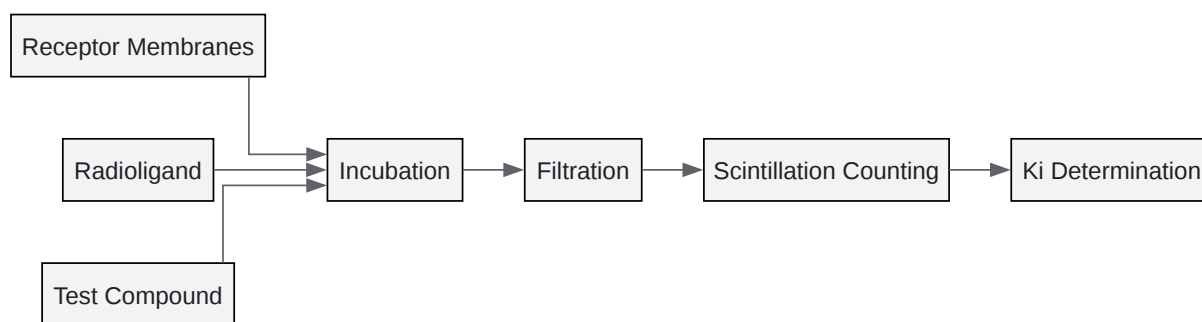 Receptor Membranes
Radioligand
Incubation
Filtration
Scintillation Counting
Ki Determination
Test Compound